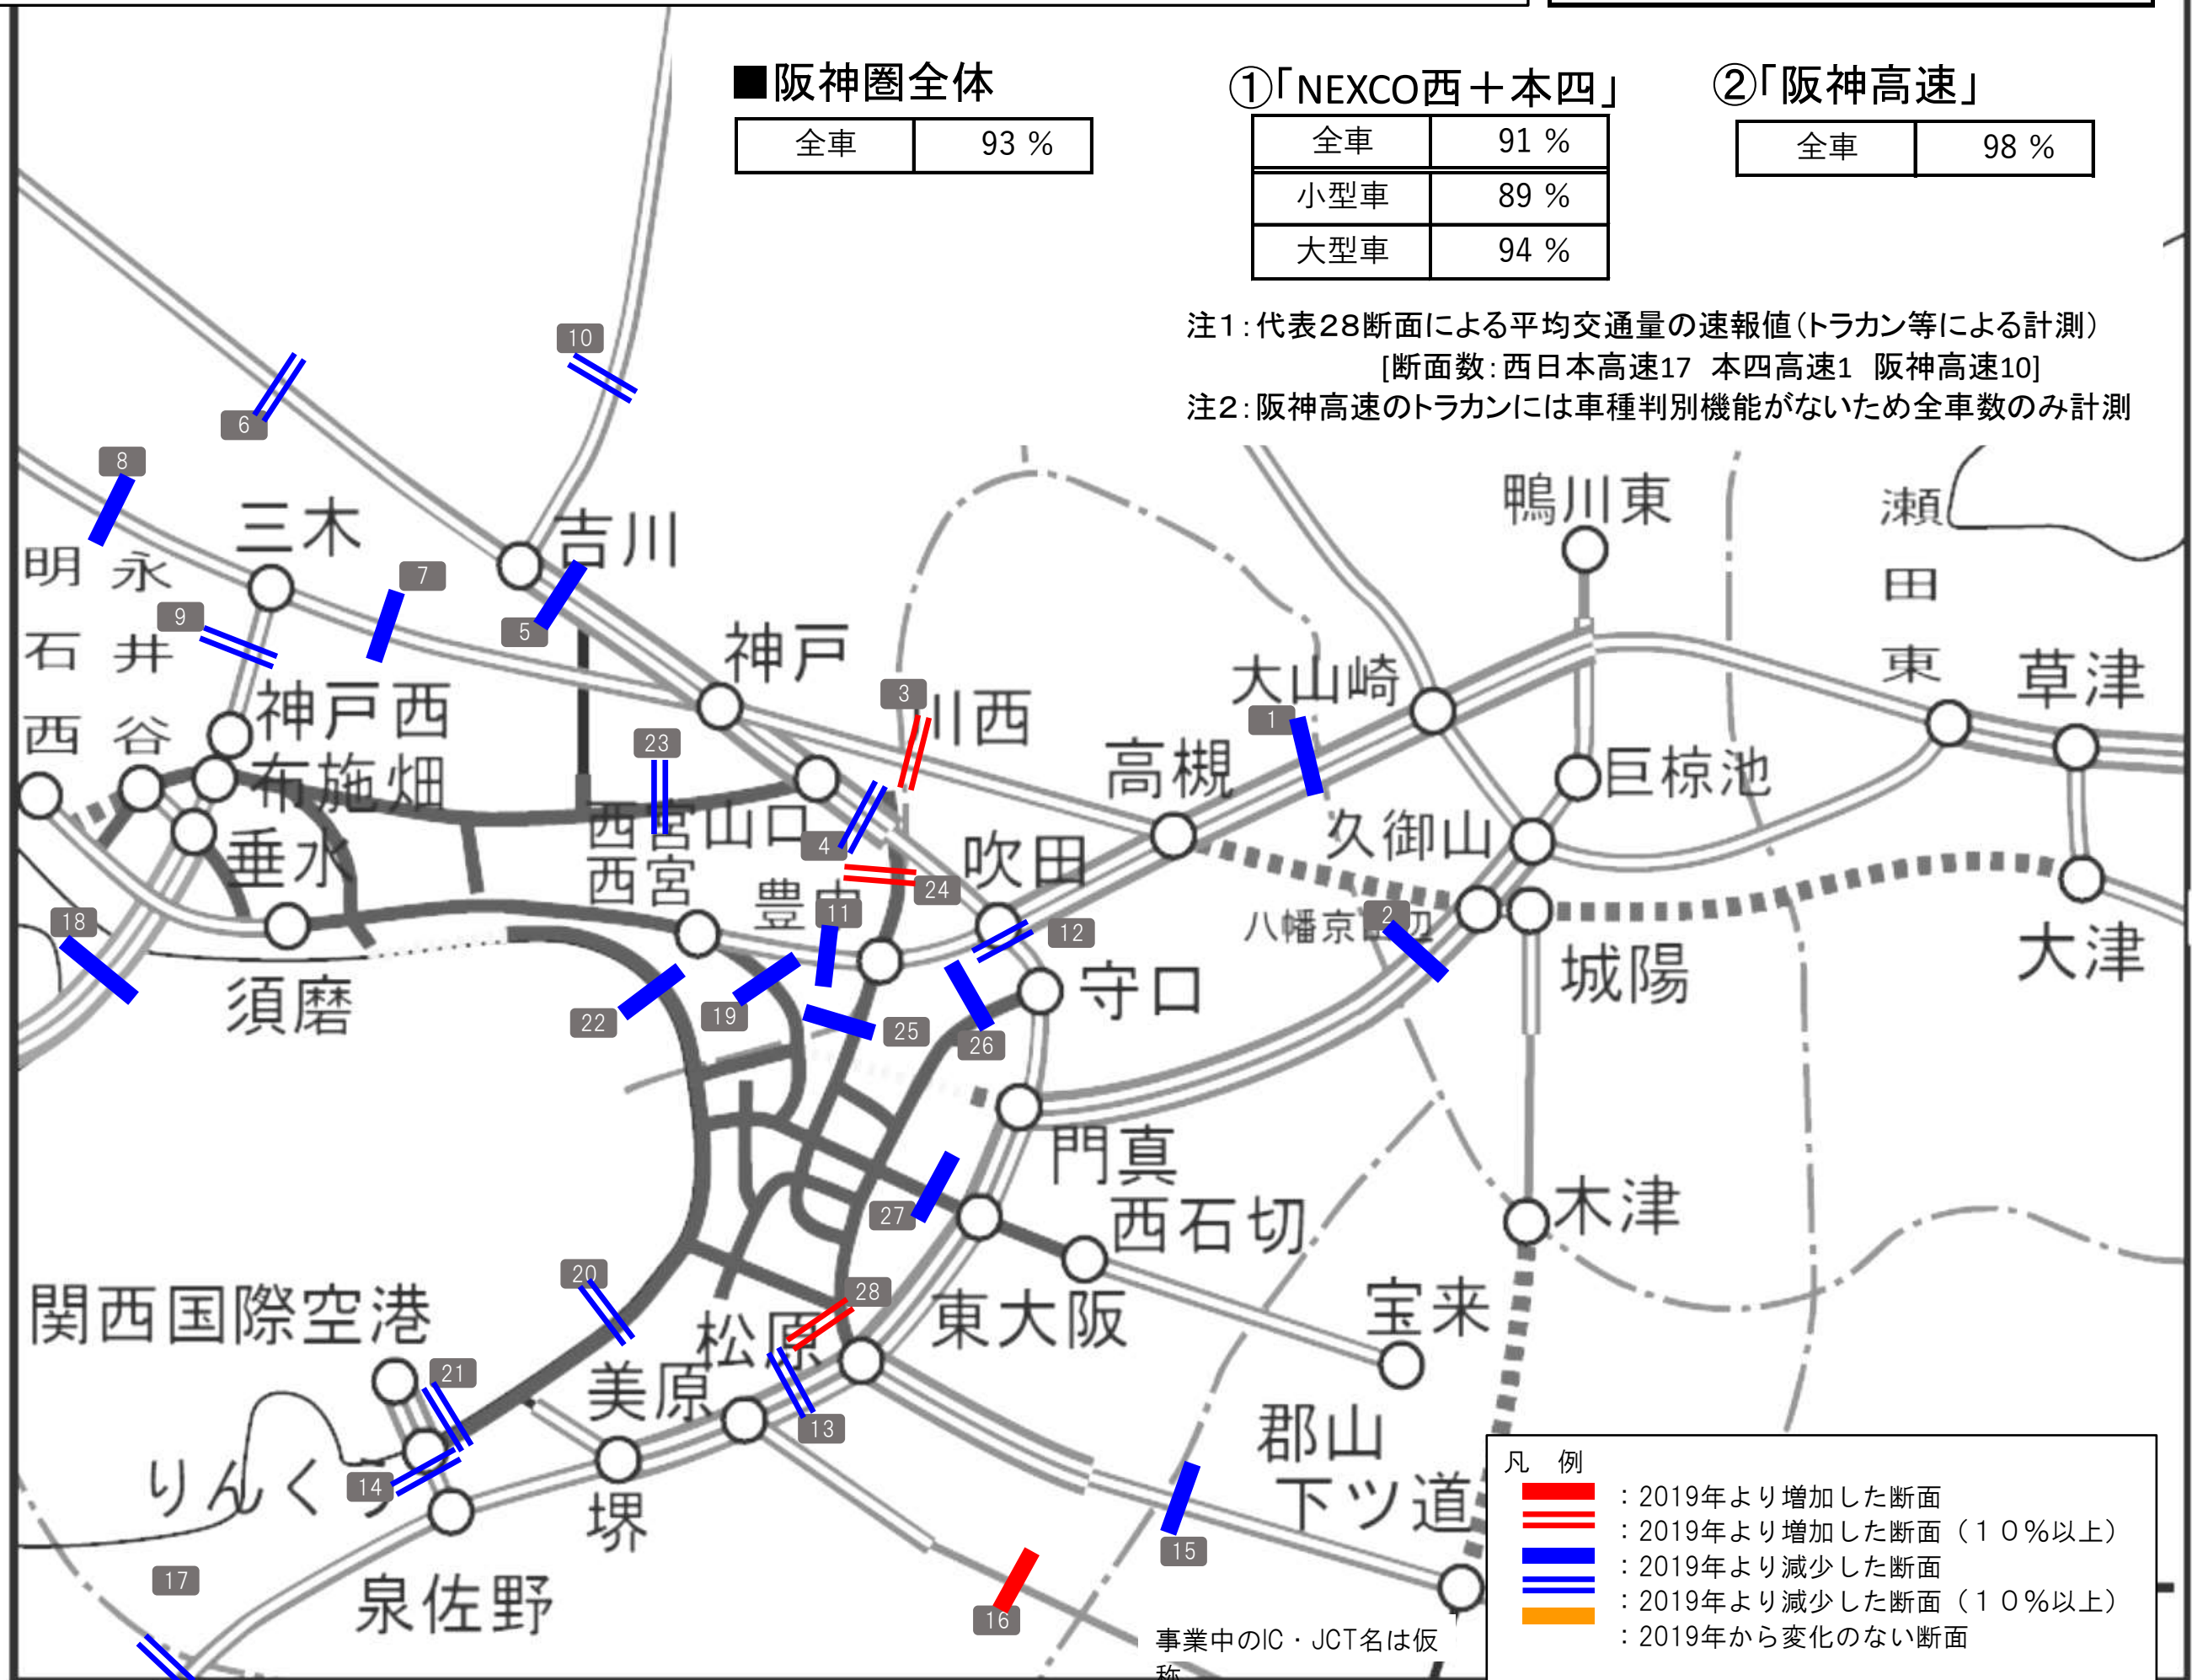 ■阪神圏全体
全車 93 %
①「NEXCO西＋本四」
全車 91 %
小型車 89 %
大型車 94 %
②「阪神高速」
全車 98 %
注１：代表２８断面による平均交通量の速報値（トラカン等による計測）
[断面数：西日本高速17　本四高速1　阪神高速10]
注２：阪神高速のトラカンには車種判別機能がないため全車数のみ計測
10
6
8
三木
吉川
鴨川東
瀬田東
明石西
永井谷
7
9
5
神戸
3
川西
大山崎
1
草津
神戸西
布施畑
23
高槻
巨椋池
西宮山口
西宮
4
24
吹田
久御山
垂水
豊中
11
12
2
八幡京田辺
18
大津
須磨
守口
城陽
22
19
25
26
門真
27
西石切
木津
20
28
関西国際空港
松原
東大阪
宝来
21
美原
13
郡山
下ツ道
りんくう
14
堺
15
17
泉佐野
16
事業中のIC・JCT名は仮
称
凡　例
：2019年より増加した断面
：2019年より増加した断面（１０％以上）
：2019年より減少した断面
：2019年より減少した断面（１０％以上）
：2019年から変化のない断面